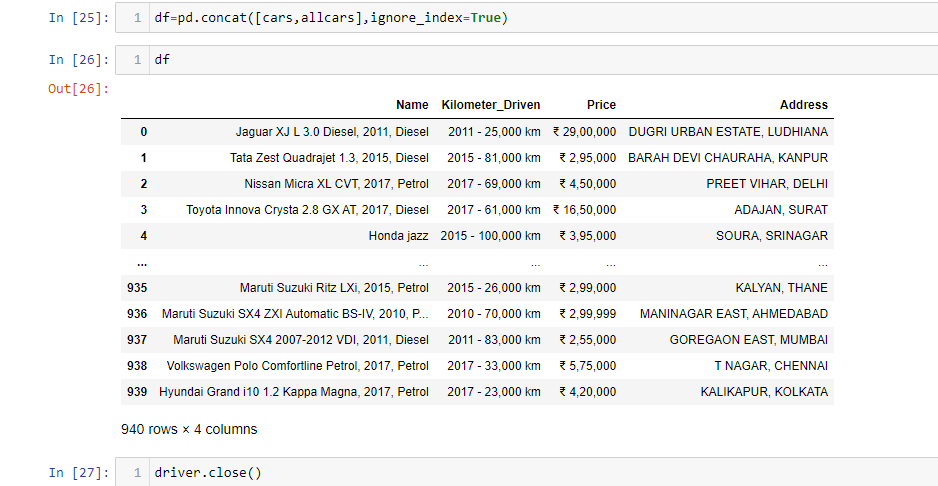 In [25]: 1 df=pd.concat([cars,allcars],ignore_index=True)
In [26]: 1 df
Out[26]:
Name Kilometer_Driven Price Address
0 Jaguar XJ L 3.0 Diesel, 2011, Diesel 2011 - 25,000 km ₹ 29,00,000 DUGRI URBAN ESTATE, LUDHIANA
1 Tata Zest Quadrajet 1.3, 2015, Diesel 2015 - 81,000 km ₹ 2,95,000 BARAH DEVI CHAURAHA, KANPUR
2 Nissan Micra XL CVT, 2017, Petrol 2017 - 69,000 km ₹ 4,50,000 PREET VIHAR, DELHI
3 Toyota Innova Crysta 2.8 GX AT, 2017, Diesel 2017 - 61,000 km ₹ 16,50,000 ADAJAN, SURAT
4 Honda jazz 2015 - 100,000 km ₹ 3,95,000 SOURA, SRINAGAR
... ... ... ... ...
935 Maruti Suzuki Ritz LXi, 2015, Petrol 2015 - 26,000 km ₹ 2,99,000 KALYAN, THANE
936 Maruti Suzuki SX4 ZXI Automatic BS-IV, 2010, P... 2010 - 70,000 km ₹ 2,99,999 MANINAGAR EAST, AHMEDABAD
937 Maruti Suzuki SX4 2007-2012 VDI, 2011, Diesel 2011 - 83,000 km ₹ 2,55,000 GOREGAON EAST, MUMBAI
938 Volkswagen Polo Comfortline Petrol, 2017, Petrol 2017 - 33,000 km ₹ 5,75,000 T NAGAR, CHENNAI
939 Hyundai Grand i10 1.2 Kappa Magna, 2017, Petrol 2017 - 23,000 km ₹ 4,20,000 KALIKAPUR, KOLKATA
940 rows × 4 columns
In [27]: 1 driver.close()